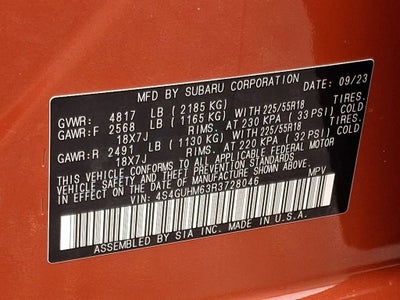 MFD BY SUBARU CORPORATION DATE: 09/23
GVWR: 4817 LB (2185 KG)
GAWR:F 2568 LB (1165 KG) WITH 225/55R18 TIRES.
18X7J RIMS. AT 230 KPA (33 PSI) COLD
GAWR:R 2491 LB (1130 KG) WITH 225/55R18 TIRES.
18X7J RIMS. AT 220 KPA (32 PSI) COLD
THIS VEHICLE CONFORMS TO ALL APPLICABLE FEDERAL MOTOR
VEHICLE SAFETY AND THEFT PREVENTION STANDARDS
IN EFFECT ON THE DATE OF MANUFACTURE SHOWN ABOVE.
VIN: 4S4GUHM63R3728046 MPV
ASSEMBLED BY SIA INC. MADE IN U.S.A.